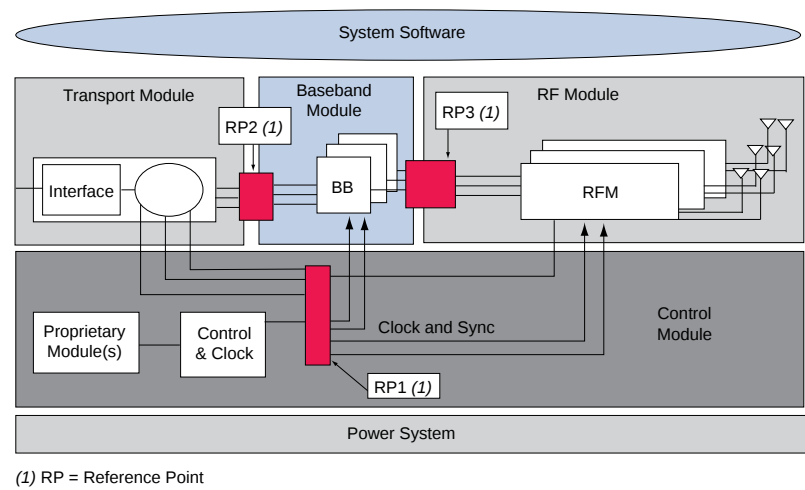 System Software
Transport Module
Baseband
Module
RF Module
RP2 (1)
RP3 (1)
Interface
BB
RFM
Proprietary
Module(s)
Control
& Clock
Clock and Sync
Control
Module
RP1 (1)
Power System
(1) RP = Reference Point